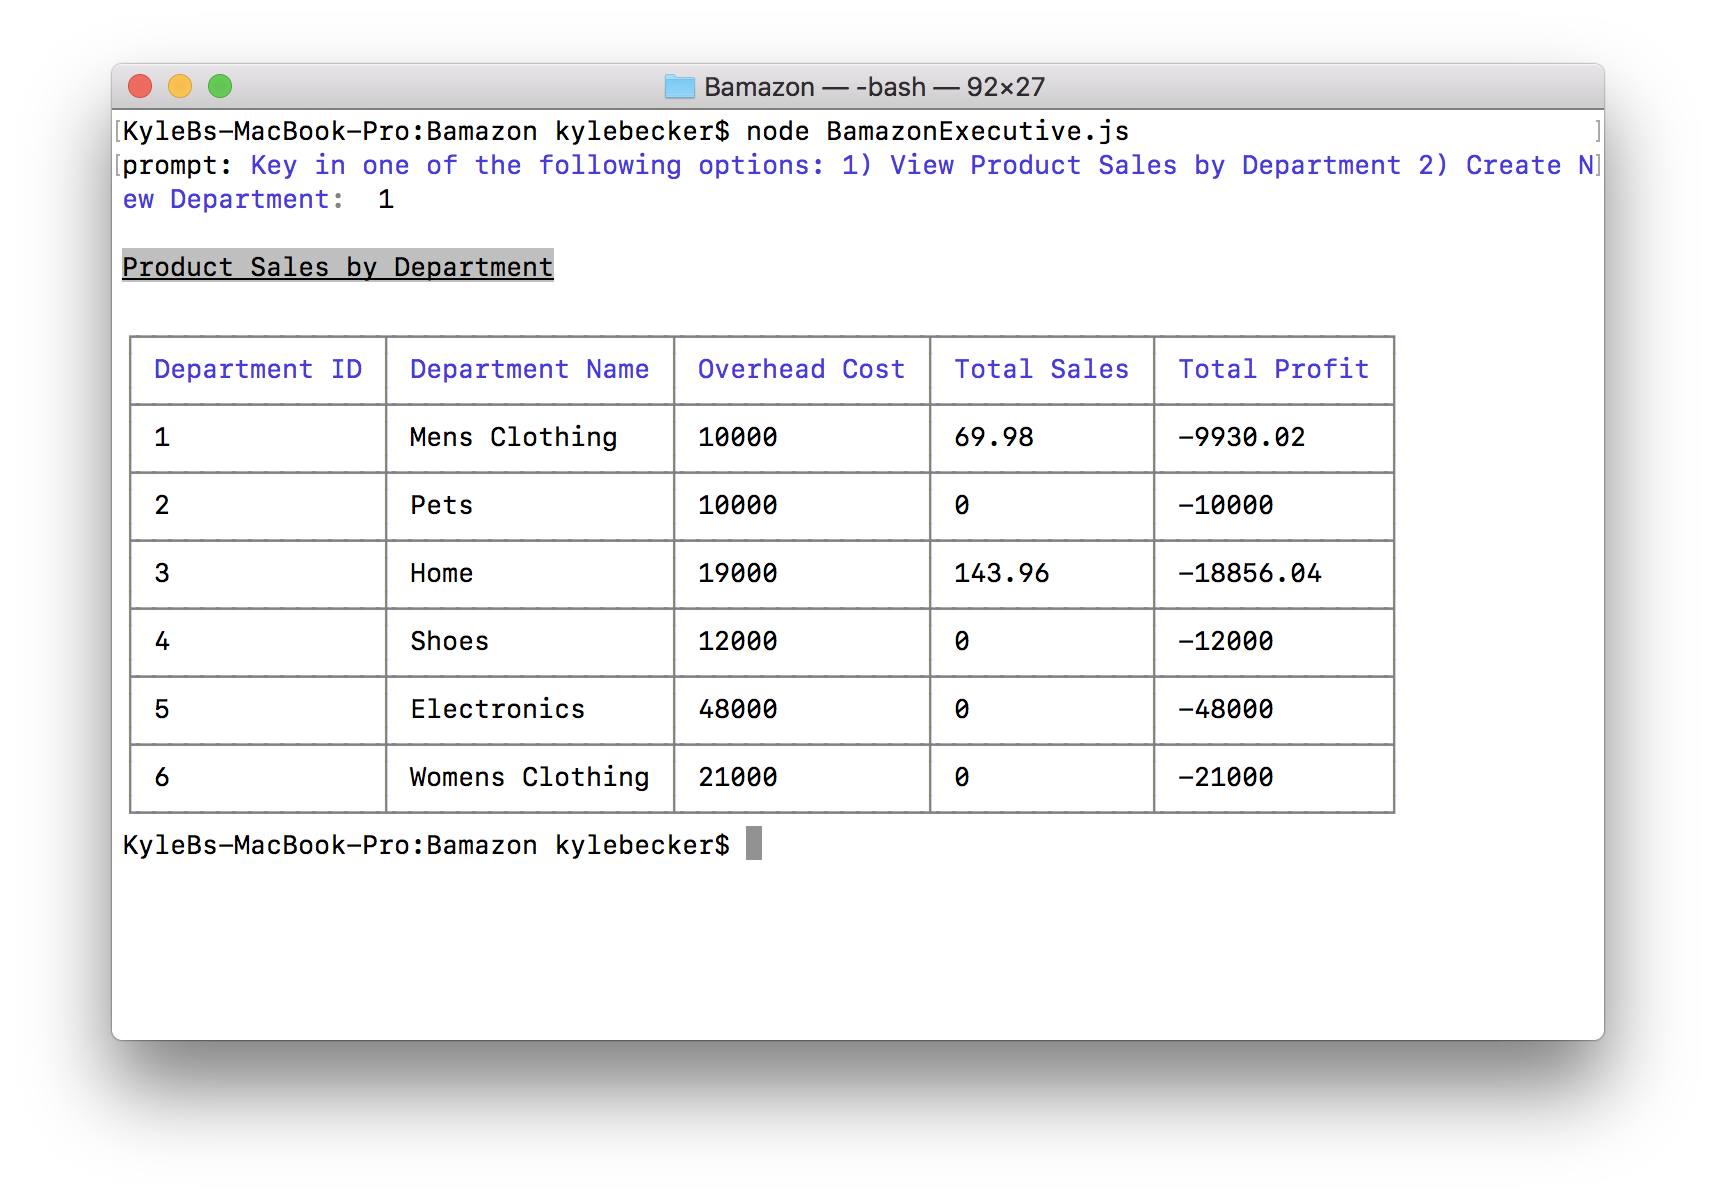 Bamazon — -bash — 92×27
KyleBs-MacBook-Pro:Bamazon kylebecker$ node BamazonExecutive.js
prompt: Key in one of the following options: 1) View Product Sales by Department 2) Create N
ew Department:  1
Product Sales by Department
Department ID Department Name Overhead Cost Total Sales Total Profit
1 Mens Clothing 10000 69.98 -9930.02
2 Pets 10000 0 -10000
3 Home 19000 143.96 -18856.04
4 Shoes 12000 0 -12000
5 Electronics 48000 0 -48000
6 Womens Clothing 21000 0 -21000
KyleBs-MacBook-Pro:Bamazon kylebecker$